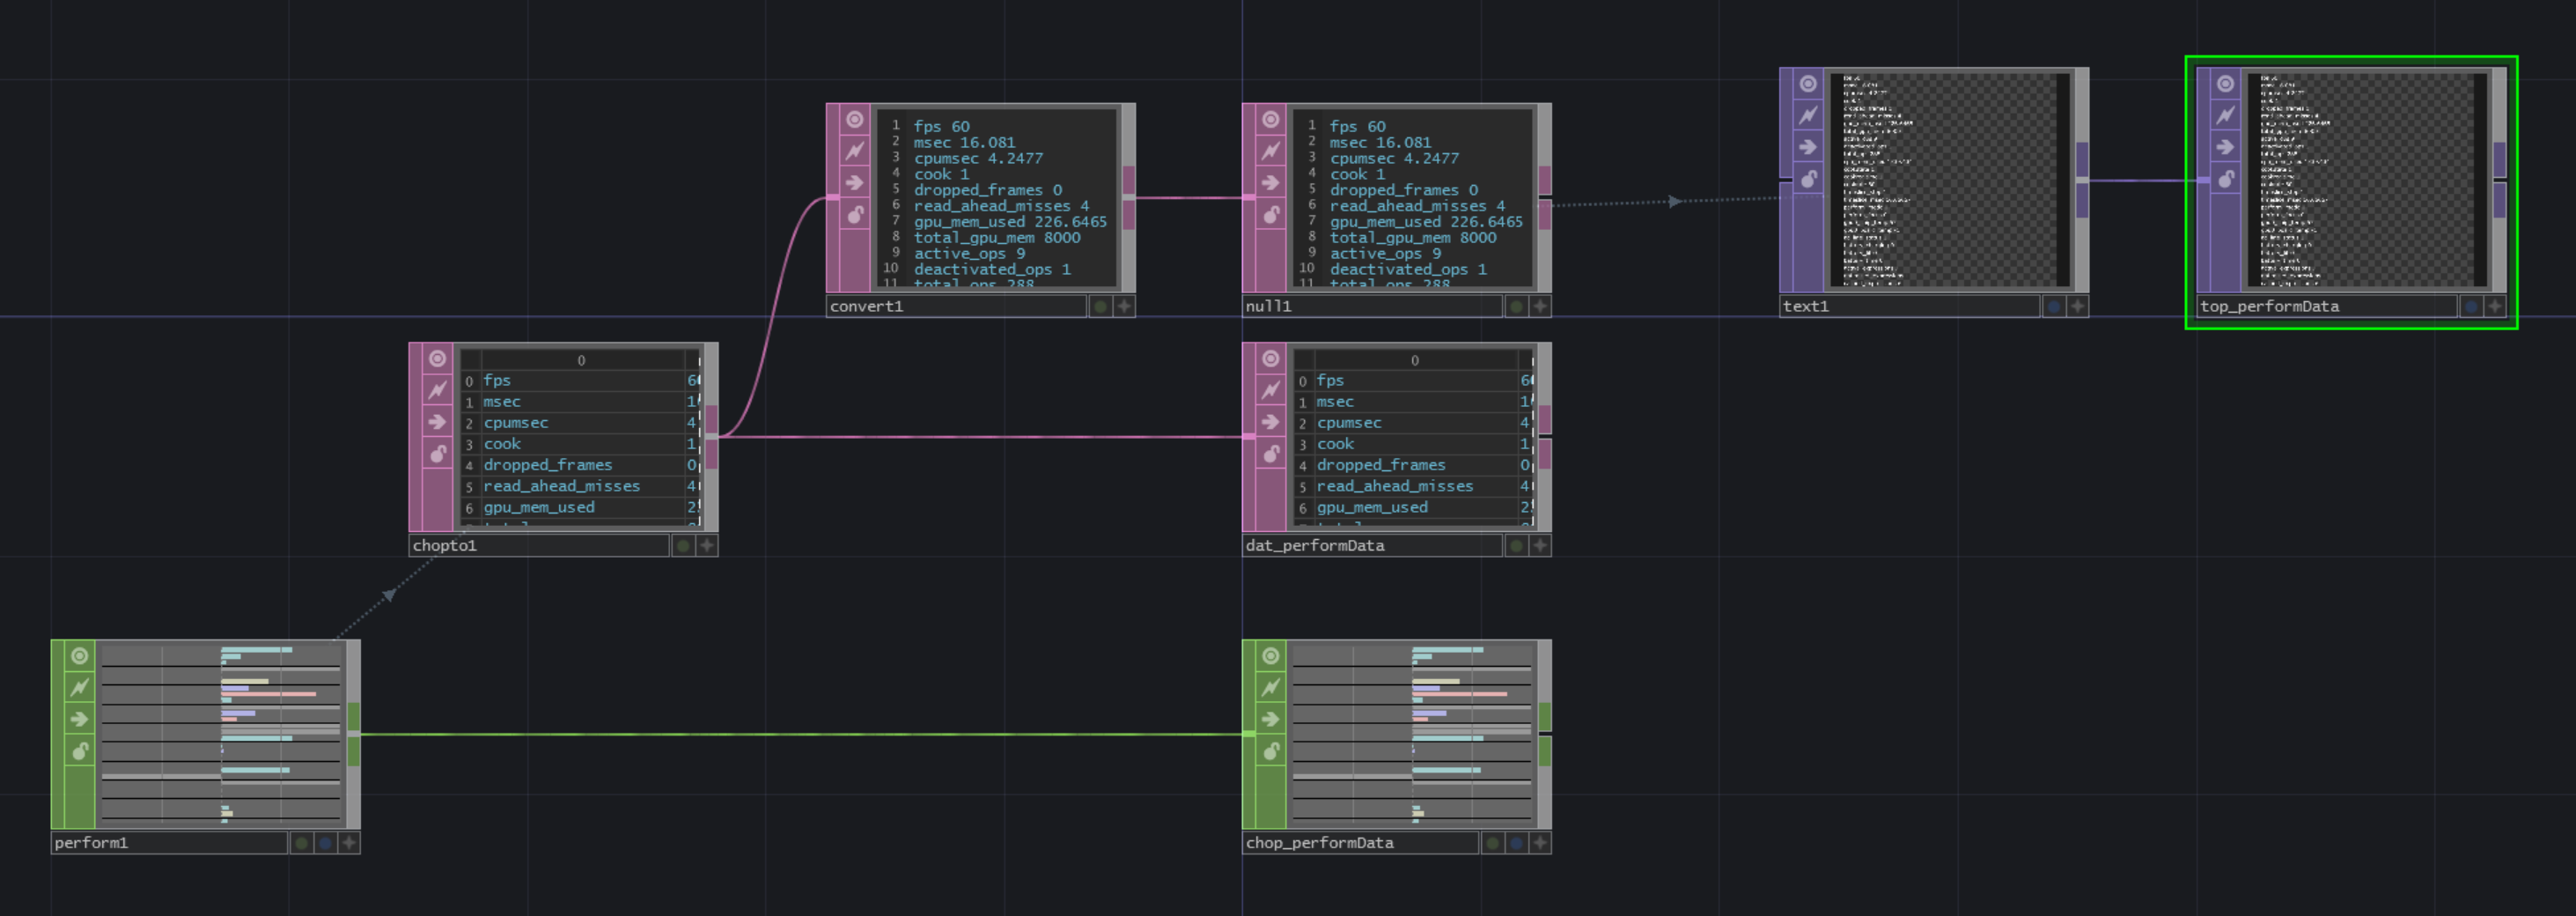 1 fps 60
2 msec 16.081
3 cpumsec 4.2477
4 cook 1
5 dropped_frames 0
6 read_ahead_misses 4
7 gpu_mem_used 226.6465
8 total_gpu_mem 8000
9 active_ops 9
10 deactivated_ops 1
11 total_ops 288
convert1
1 fps 60
2 msec 16.081
3 cpumsec 4.2477
4 cook 1
5 dropped_frames 0
6 read_ahead_misses 4
7 gpu_mem_used 226.6465
8 total_gpu_mem 8000
9 active_ops 9
10 deactivated_ops 1
11 total_ops 288
null1
text1
top_performData
0
0 fps 6
1 msec 1
2 cpumsec 4
3 cook 1
4 dropped_frames 0
5 read_ahead_misses 4
6 gpu_mem_used 2
chopto1
0
0 fps 6
1 msec 1
2 cpumsec 4
3 cook 1
4 dropped_frames 0
5 read_ahead_misses 4
6 gpu_mem_used 2
dat_performData
perform1
chop_performData